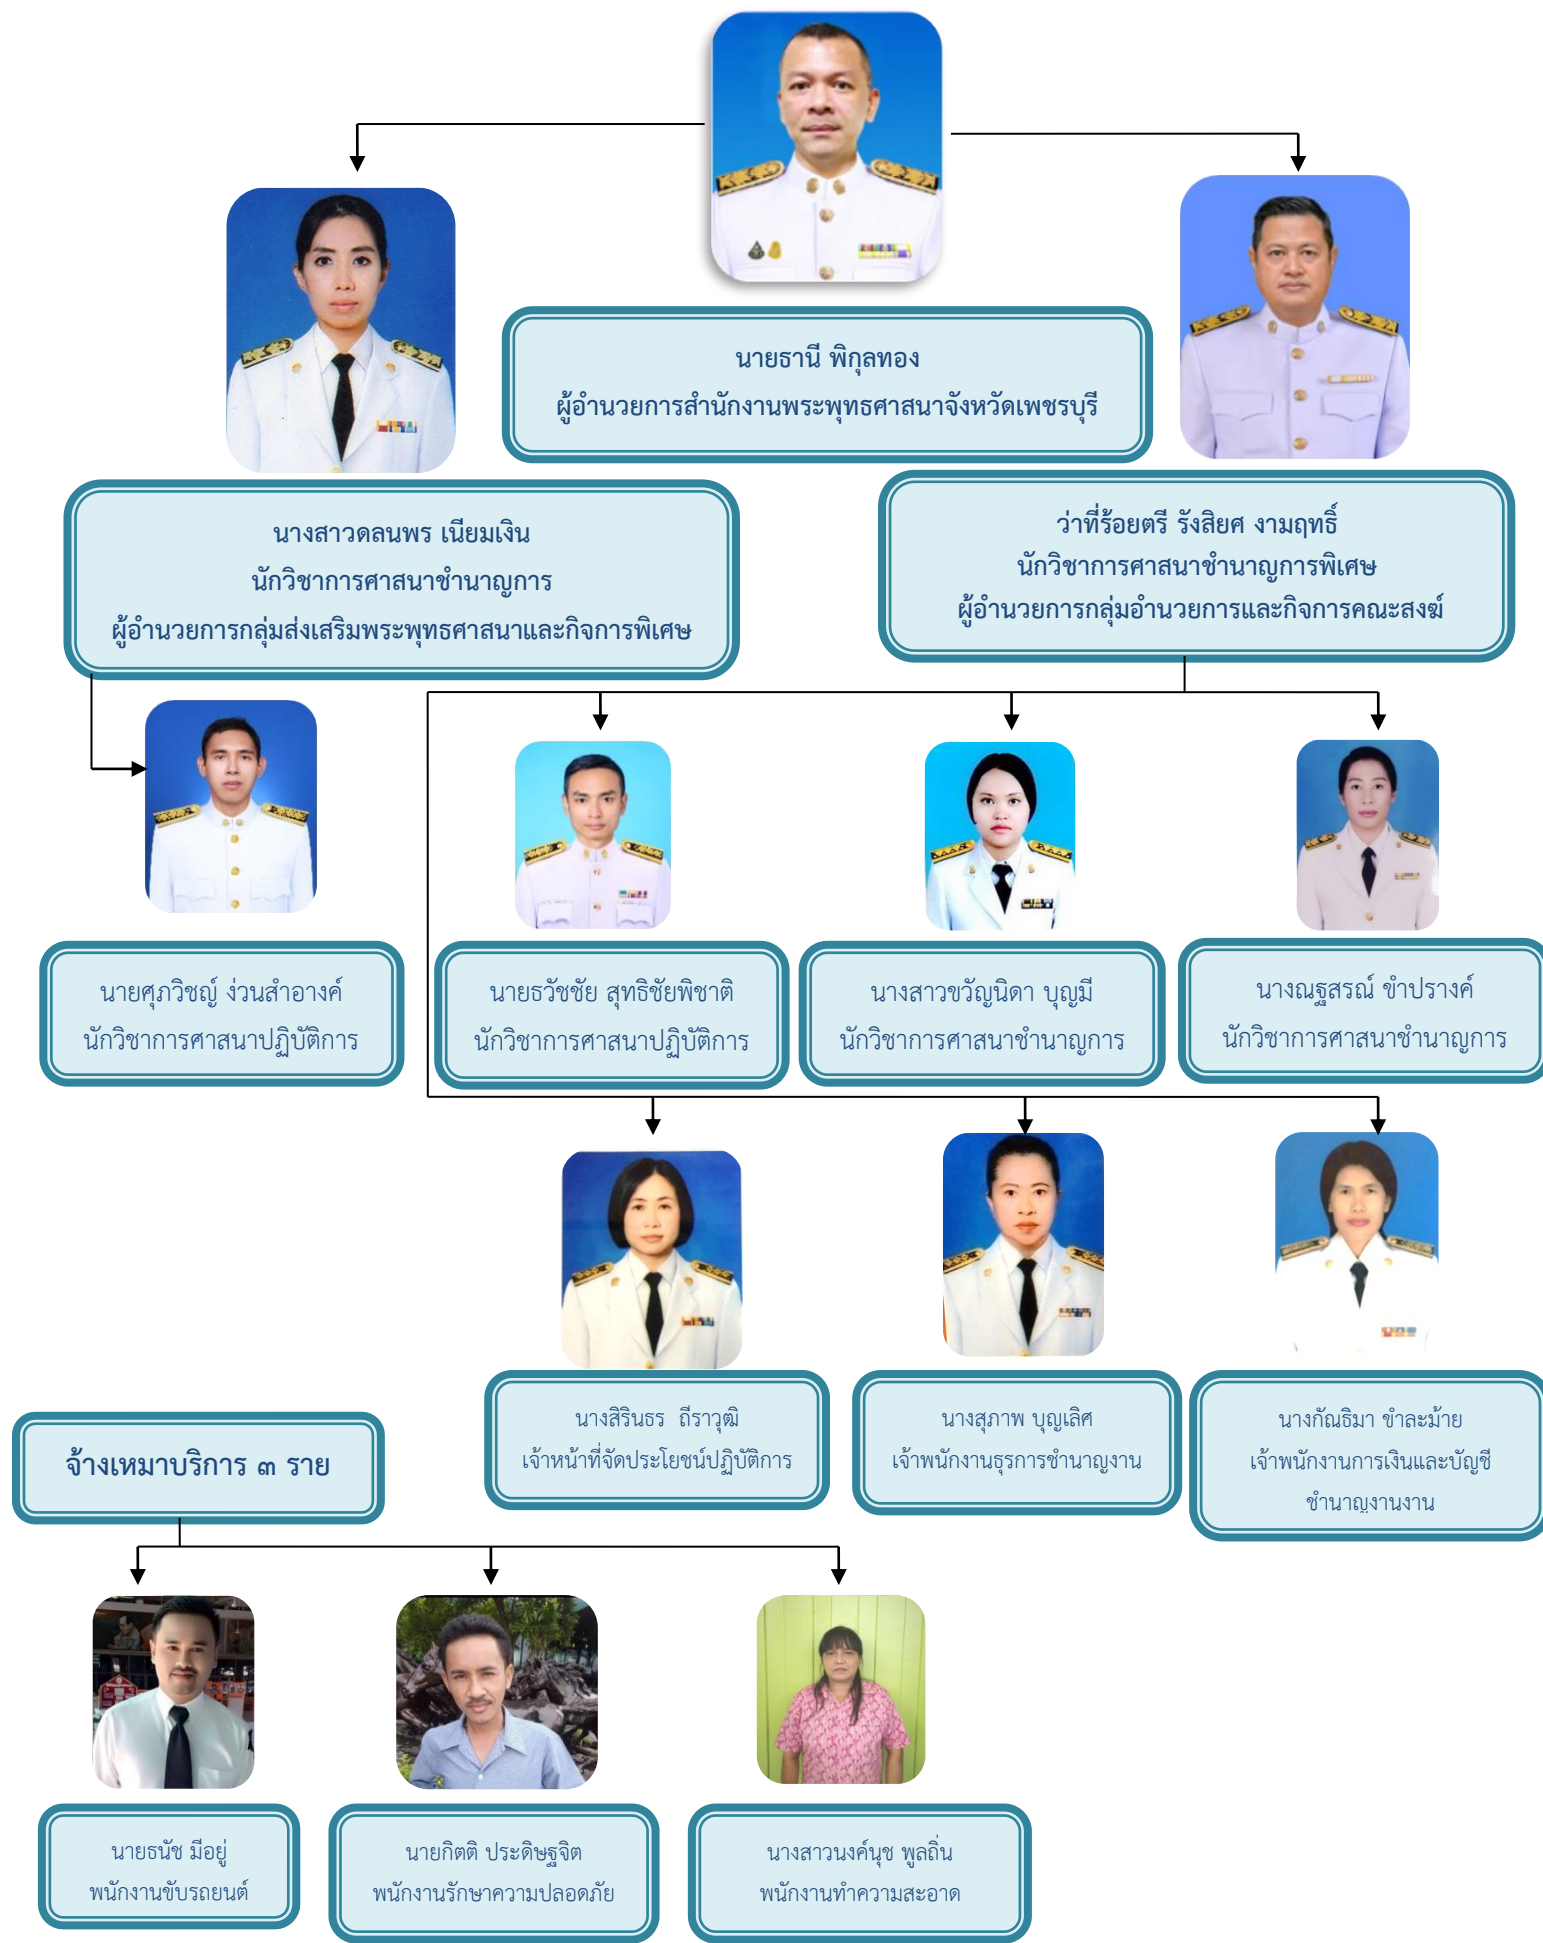 นายธานี พิกุลทอง
ผู้อำนวยการสำนักงานพระพุทธศาสนาจังหวัดเพชรบุรี
นางสาวดลนพร เนียมเงิน
นักวิชาการศาสนาชำนาญการ
ผู้อำนวยการกลุ่มส่งเสริมพระพุทธศาสนาและกิจการพิเศษ
ว่าที่ร้อยตรี รังสิยศ งามฤทธิ์
นักวิชาการศาสนาชำนาญการพิเศษ
ผู้อำนวยการกลุ่มอำนวยการและกิจการคณะสงฆ์
นายศุภวิชญ์ ง่วนสำอางค์
นักวิชาการศาสนาปฏิบัติการ
นายธวัชชัย สุทธิชัยพิชาติ
นักวิชาการศาสนาปฏิบัติการ
นางสาวขวัญนิดา บุญมี
นักวิชาการศาสนาชำนาญการ
นางณฐสรณ์ ขำปรางค์
นักวิชาการศาสนาชำนาญการ
นางสิรินธร ถีราวุฒิ
เจ้าหน้าที่จัดประโยชน์ปฏิบัติการ
นางสุภาพ บุญเลิศ
เจ้าพนักงานธุรการชำนาญงาน
นางกัณธิมา ขำละม้าย
เจ้าพนักงานการเงินและบัญชี
ชำนาญงานงาน
จ้างเหมาบริการ ๓ ราย
นายธนัช มีอยู่
พนักงานขับรถยนต์
นายกิตติ ประดิษฐจิต
พนักงานรักษาความปลอดภัย
นางสาวนงค์นุช พูลถิ่น
พนักงานทำความสะอาด